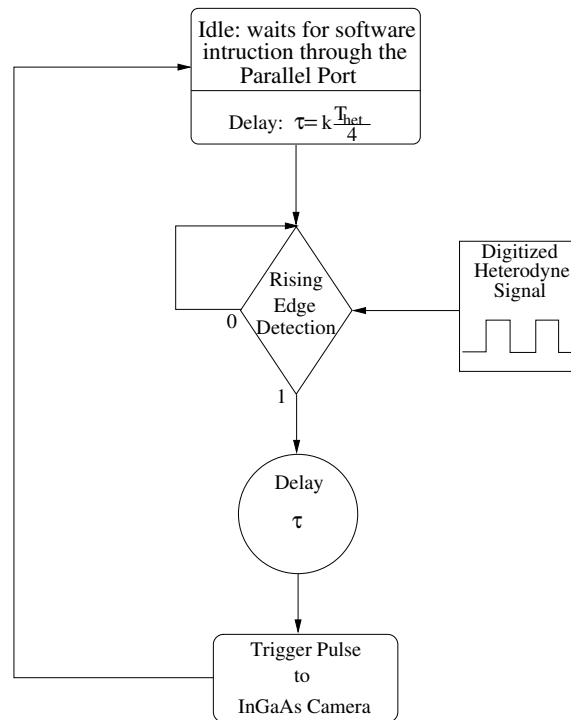 Idle: waits for software
intruction through the
Parallel Port
Delay: τ= k T_het/4
Rising
Edge
Detection
0
1
Digitized
Heterodyne
Signal
Delay
τ
Trigger Pulse
to
InGaAs Camera